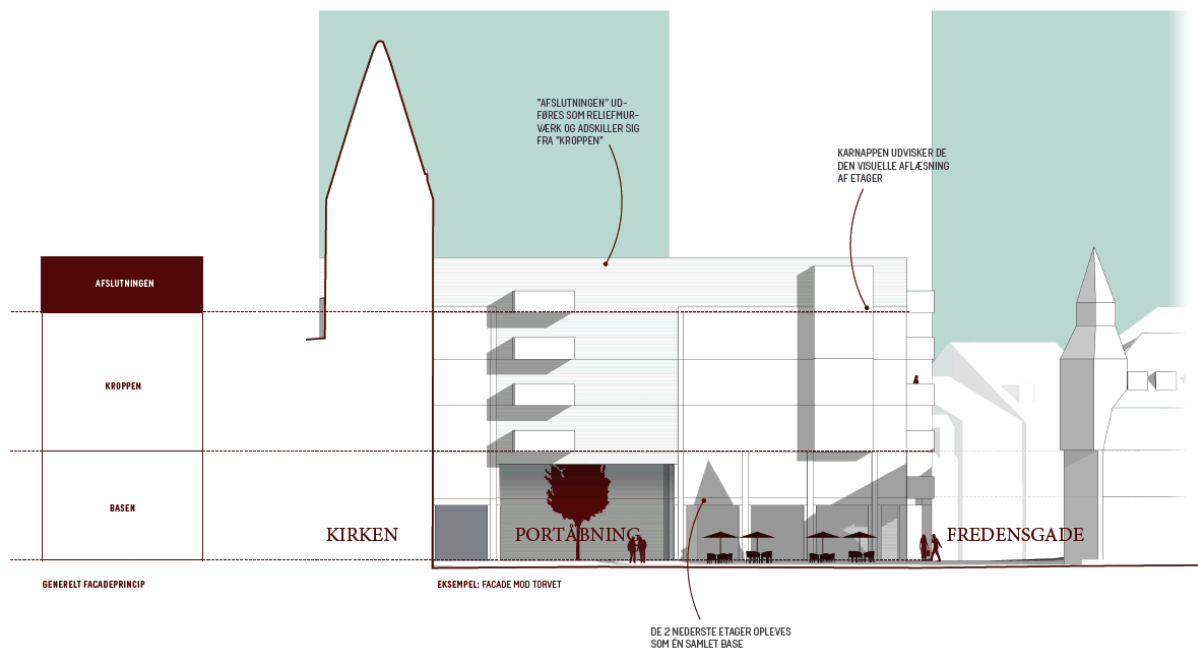 "AFSLUTNINGEN" UD-
FØRES SOM RELIEFMUR-
VÆRK OG ADSKILLER SIG
FRA "KROPPEN"
KARNAPPEN UDVISKER DE
DEN VISUELLE AFLÆSNING
AF ETAGER
AFSLUTNINGEN
KROPPEN
BASEN
KIRKEN
PORTÅBNING
FREDENSGADE
GENERELT FACADEPRINCIP
EKSEMPEL: FACADE MOD TORVET
DE 2 NEDERSTE ETAGER OPLEVES
SOM ÉN SAMLET BASE